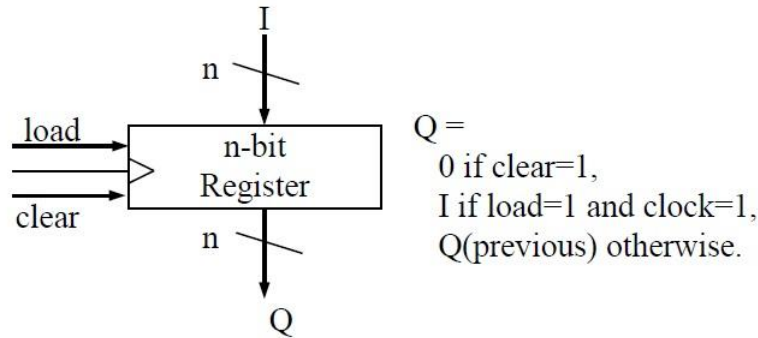 I
n
load
n-bit
Register
clear
n
Q
Q =
0 if clear=1,
I if load=1 and clock=1,
Q(previous) otherwise.